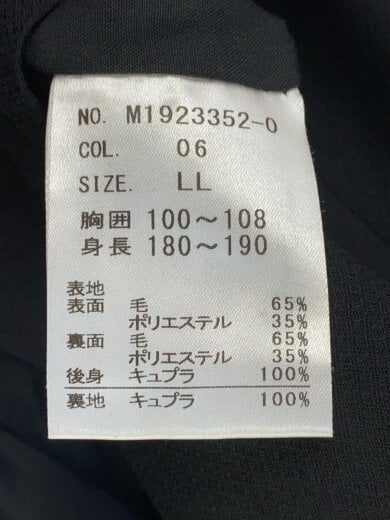 NO. M1923352-0
COL. 06
SIZE. LL
胸囲 100～108
身長 180～190
表地
表面 毛 65%
ポリエステル 35%
裏面 毛 65%
ポリエステル 35%
後身 キュプラ 100%
裏地 キュプラ 100%